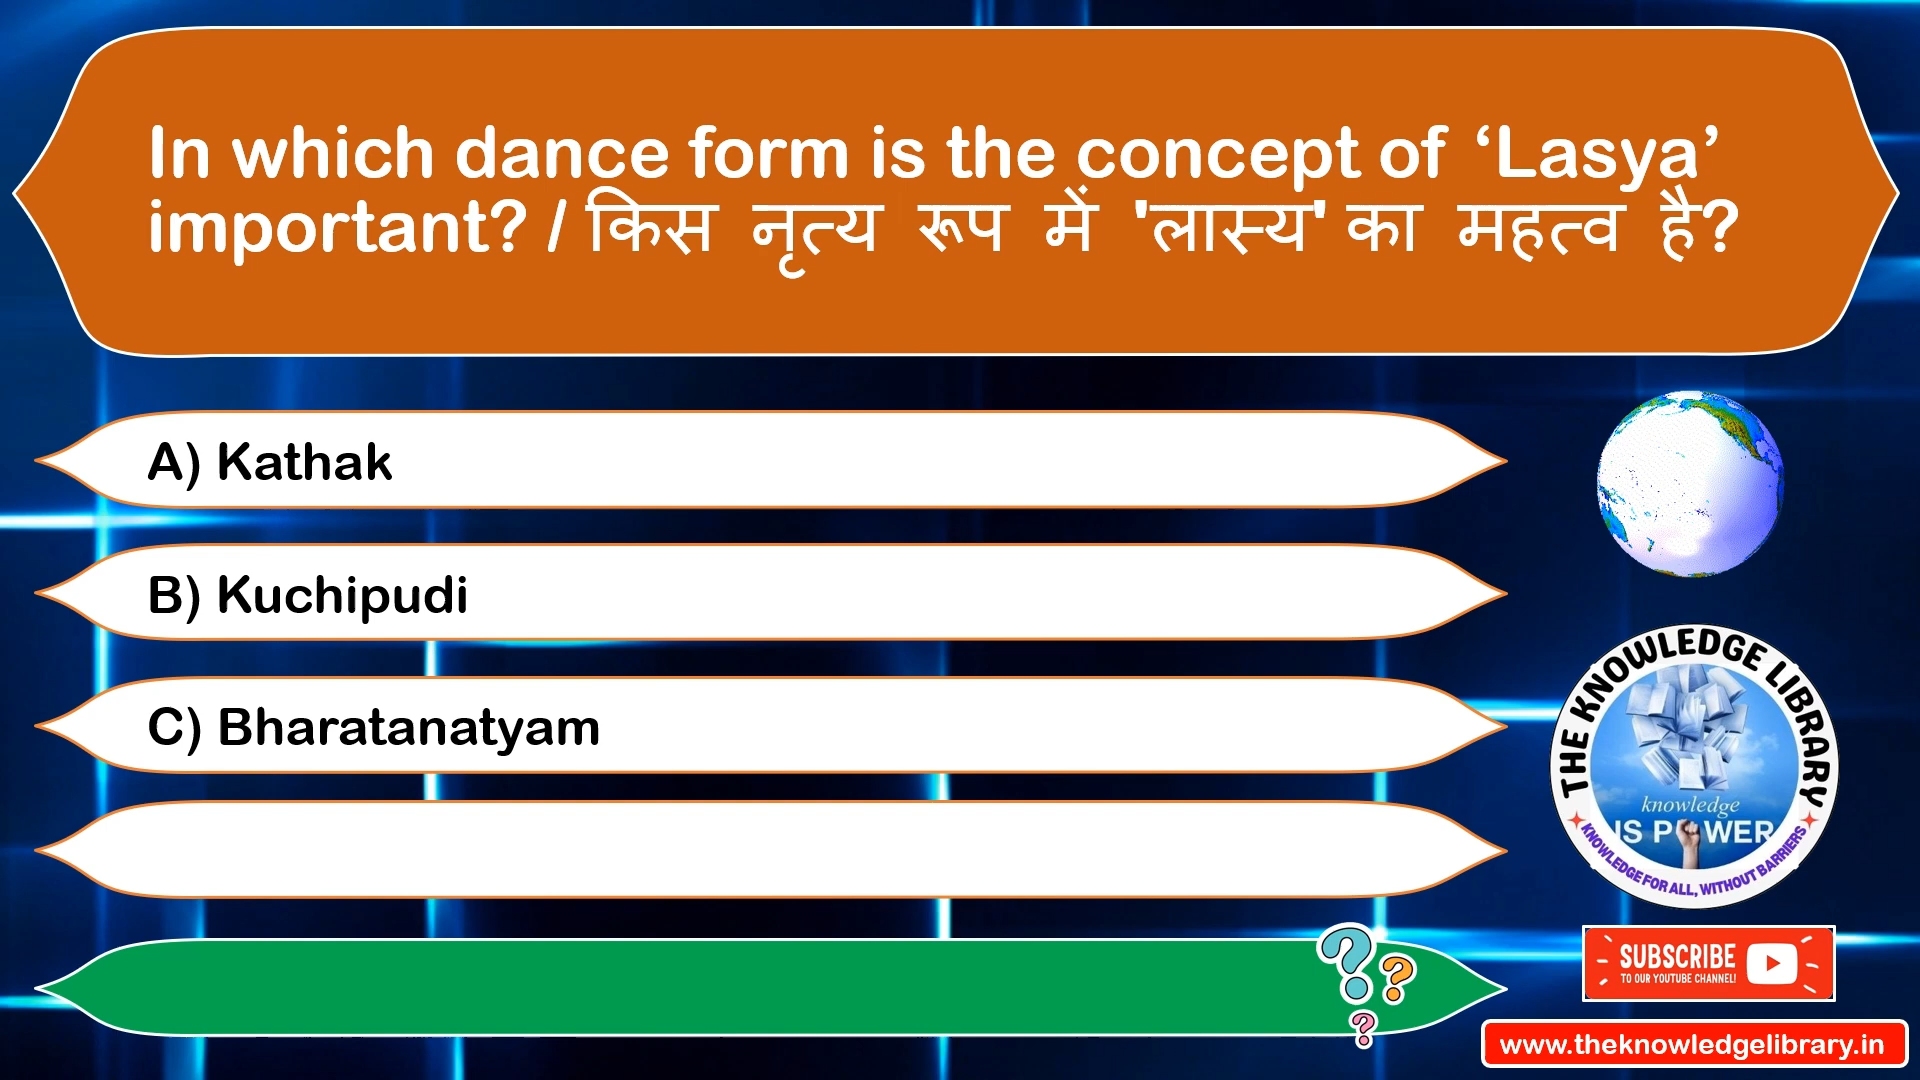 In which dance form is the concept of ‘Lasya’
important? / किस नृत्य रूप में 'लास्य' का महत्व है?
A) Kathak
B) Kuchipudi
C) Bharatanatyam
THE KNOWLEDGE LIBRARY
knowledge
IS POWER
KNOWLEDGE FOR ALL, WITHOUT BARRIERS
SUBSCRIBE
TO OUR YOUTUBE CHANNEL!
www.theknowledgelibrary.in